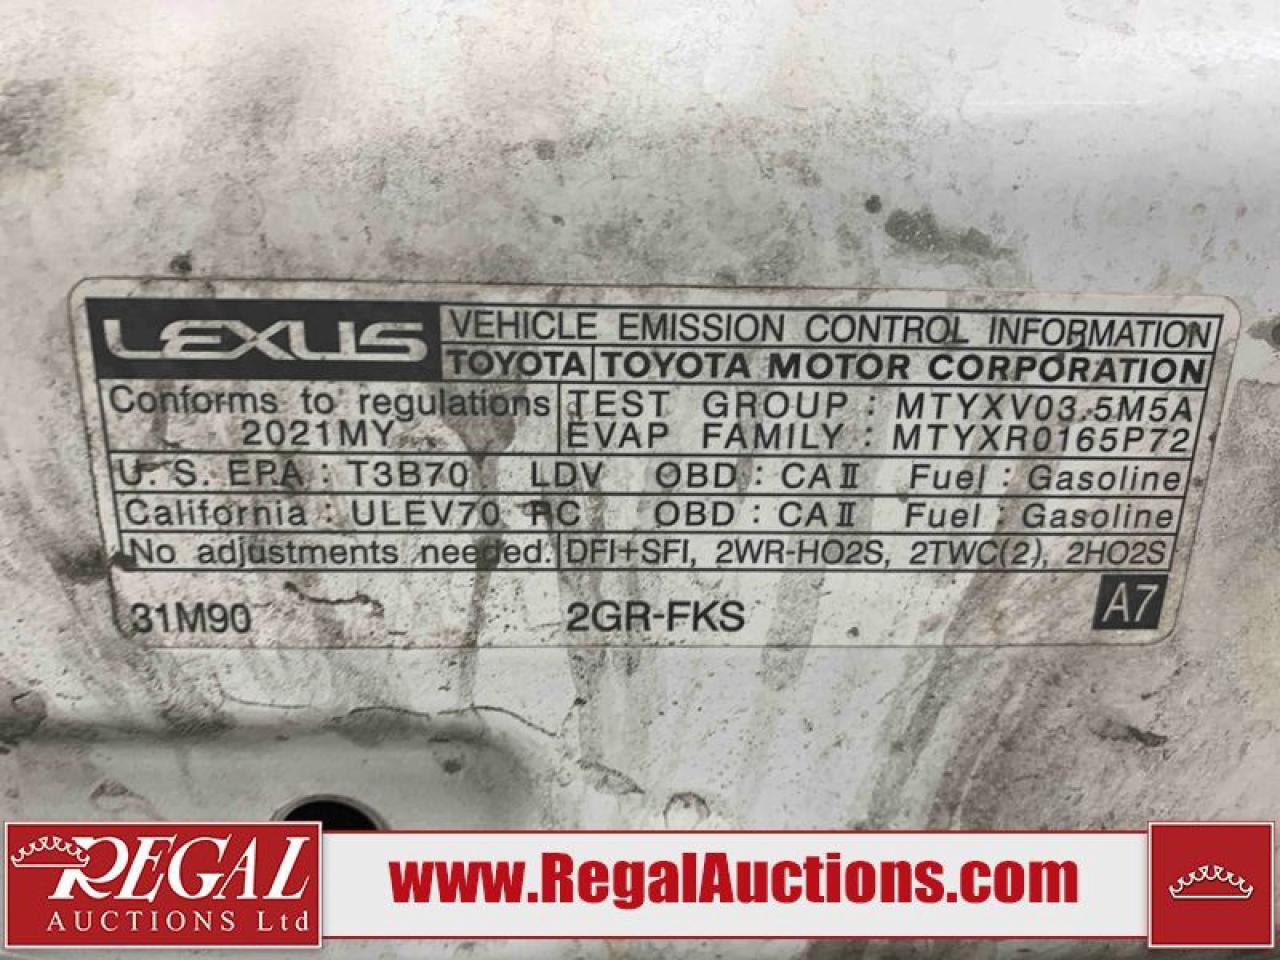 LEXUS
VEHICLE EMISSION CONTROL INFORMATION
TOYOTA TOYOTA MOTOR CORPORATION
Conforms to regulations
2021MY
TEST GROUP : MTYXV03.5M5A
EVAP FAMILY : MTYXR0165P72
U.S. EPA : T3B70 LDV OBD : CAII Fuel : Gasoline
California : ULEV70 PC OBD : CAII Fuel : Gasoline
No adjustments needed. DFI+SFI, 2WR-HO2S, 2TWC(2), 2HO2S
31M90 2GR-FKS A7
REGAL
AUCTIONS Ltd
www.RegalAuctions.com